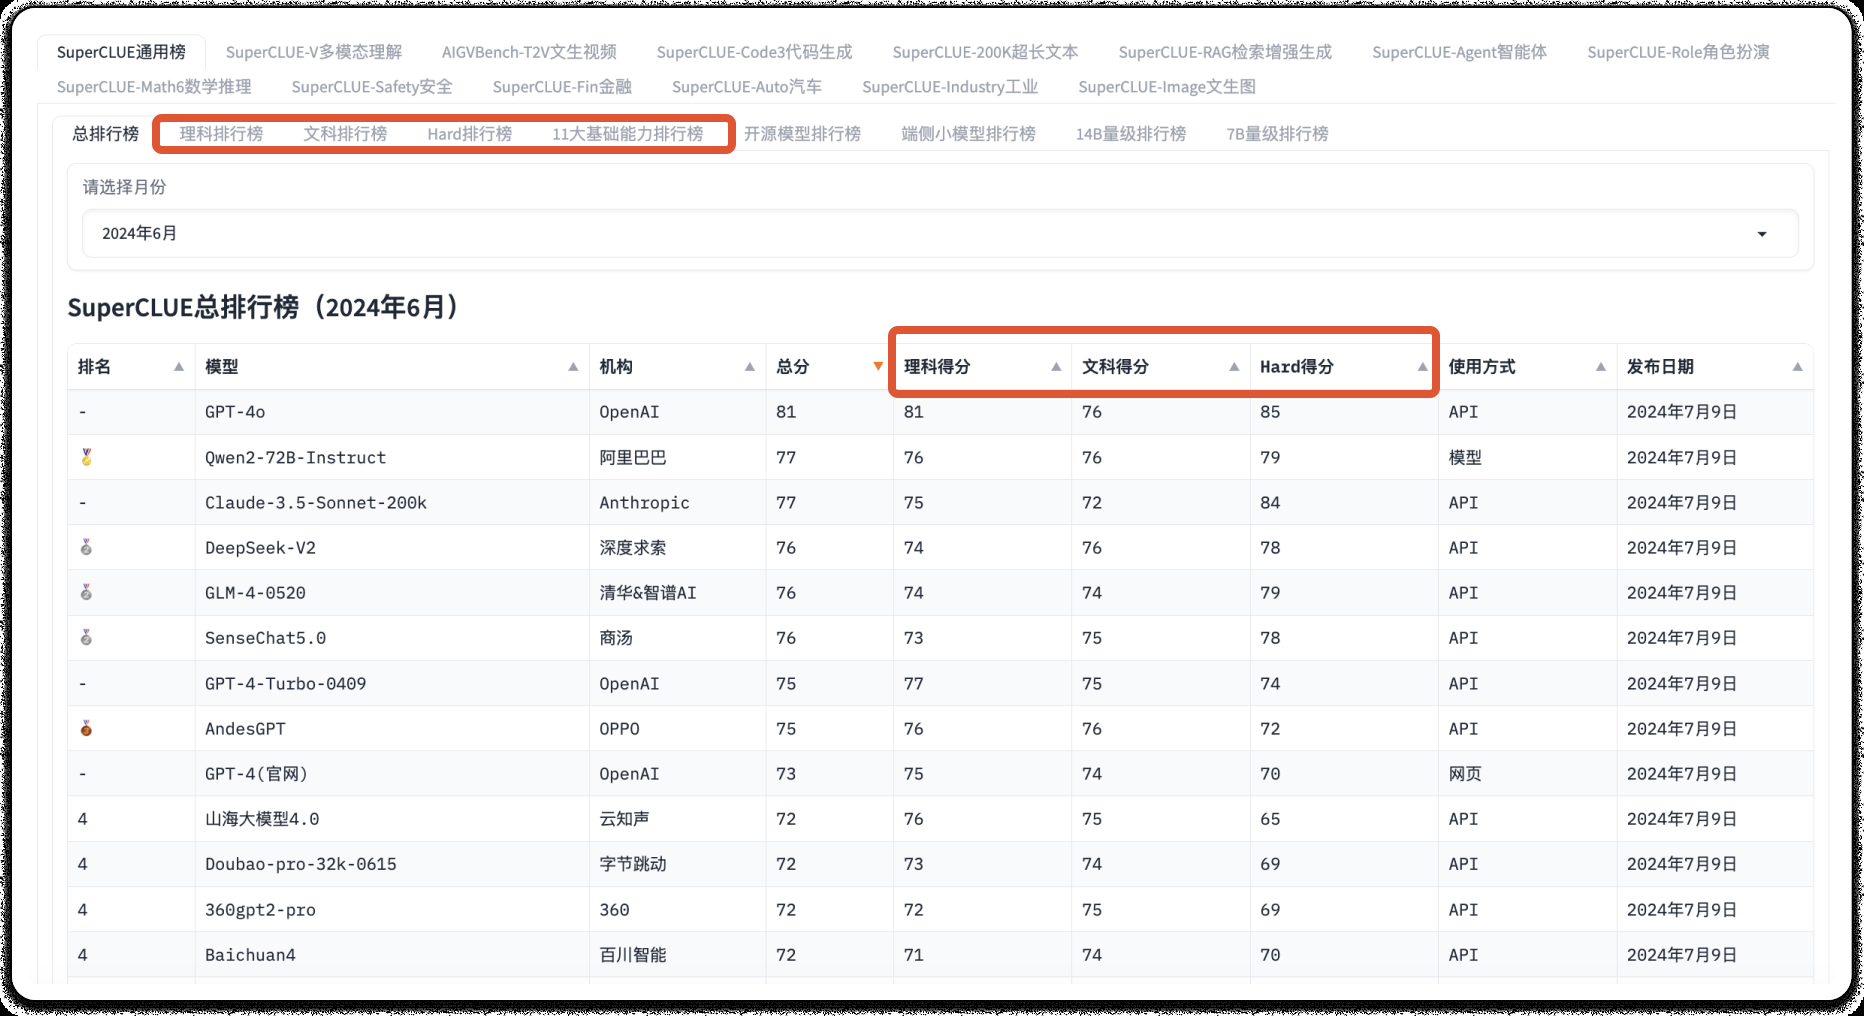 SuperCLUE通用榜 SuperCLUE-V多模态理解 AIGVBench-T2V文生视频 SuperCLUE-Code3代码生成 SuperCLUE-200K超长文本 SuperCLUE-RAG检索增强生成 SuperCLUE-Agent智能体 SuperCLUE-Role角色扮演
SuperCLUE-Math6数学推理 SuperCLUE-Safety安全 SuperCLUE-Fin金融 SuperCLUE-Auto汽车 SuperCLUE-Industry工业 SuperCLUE-Image文生图
总排行榜 理科排行榜 文科排行榜 Hard排行榜 11大基础能力排行榜 开源模型排行榜 端侧小模型排行榜 14B量级排行榜 7B量级排行榜
请选择月份
2024年6月
SuperCLUE总排行榜（2024年6月）
排名 模型 机构 总分 理科得分 文科得分 Hard得分 使用方式 发布日期
- GPT-4o OpenAI 81 81 76 85 API 2024年7月9日
🥇 Qwen2-72B-Instruct 阿里巴巴 77 76 76 79 模型 2024年7月9日
- Claude-3.5-Sonnet-200k Anthropic 77 75 72 84 API 2024年7月9日
🥈 DeepSeek-V2 深度求索 76 74 76 78 API 2024年7月9日
🥈 GLM-4-0520 清华&智谱AI 76 74 74 79 API 2024年7月9日
🥈 SenseChat5.0 商汤 76 73 75 78 API 2024年7月9日
- GPT-4-Turbo-0409 OpenAI 75 77 75 74 API 2024年7月9日
🥉 AndesGPT OPPO 75 76 76 72 API 2024年7月9日
- GPT-4(官网) OpenAI 73 75 74 70 网页 2024年7月9日
4 山海大模型4.0 云知声 72 76 75 65 API 2024年7月9日
4 Doubao-pro-32k-0615 字节跳动 72 73 74 69 API 2024年7月9日
4 360gpt2-pro 360 72 72 75 69 API 2024年7月9日
4 Baichuan4 百川智能 72 71 74 70 API 2024年7月9日